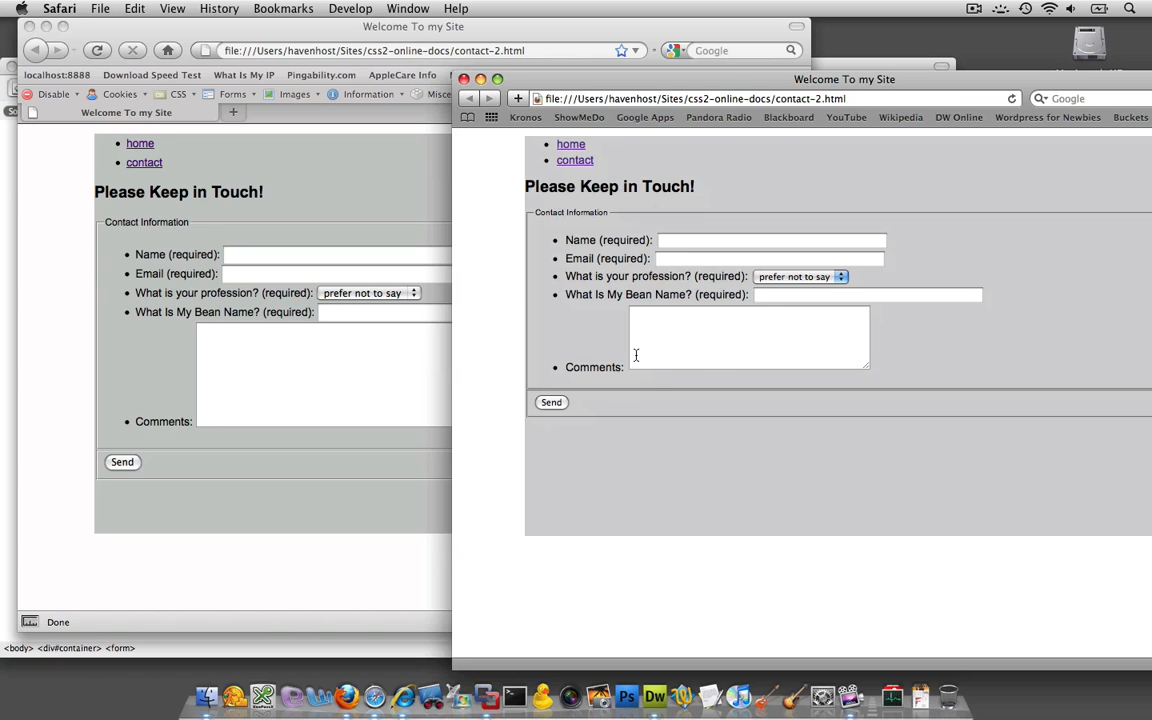 Safari File Edit View History Bookmarks Develop Window Help
Welcome To my Site
file:///Users/havenhost/Sites/css2-online-docs/contact-2.html
Google
localhost:8888 Download Speed Test What Is My IP Pingability.com AppleCare Info
Disable Cookies CSS Forms Images Information Misce
Welcome To my Site
home
contact
Please Keep in Touch!
Contact Information
Name (required):
Email (required):
What is your profession? (required): prefer not to say
What Is My Bean Name? (required):
Comments:
Send
Done
<body> <div#container> <form>
Welcome To my Site
file:///Users/havenhost/Sites/css2-online-docs/contact-2.html
Google
Kronos ShowMeDo Google Apps Pandora Radio Blackboard YouTube Wikipedia DW Online Wordpress for Newbies Buckets
home
contact
Please Keep in Touch!
Contact Information
Name (required):
Email (required):
What is your profession? (required): prefer not to say
What Is My Bean Name? (required):
Comments:
Send
Ps Dw